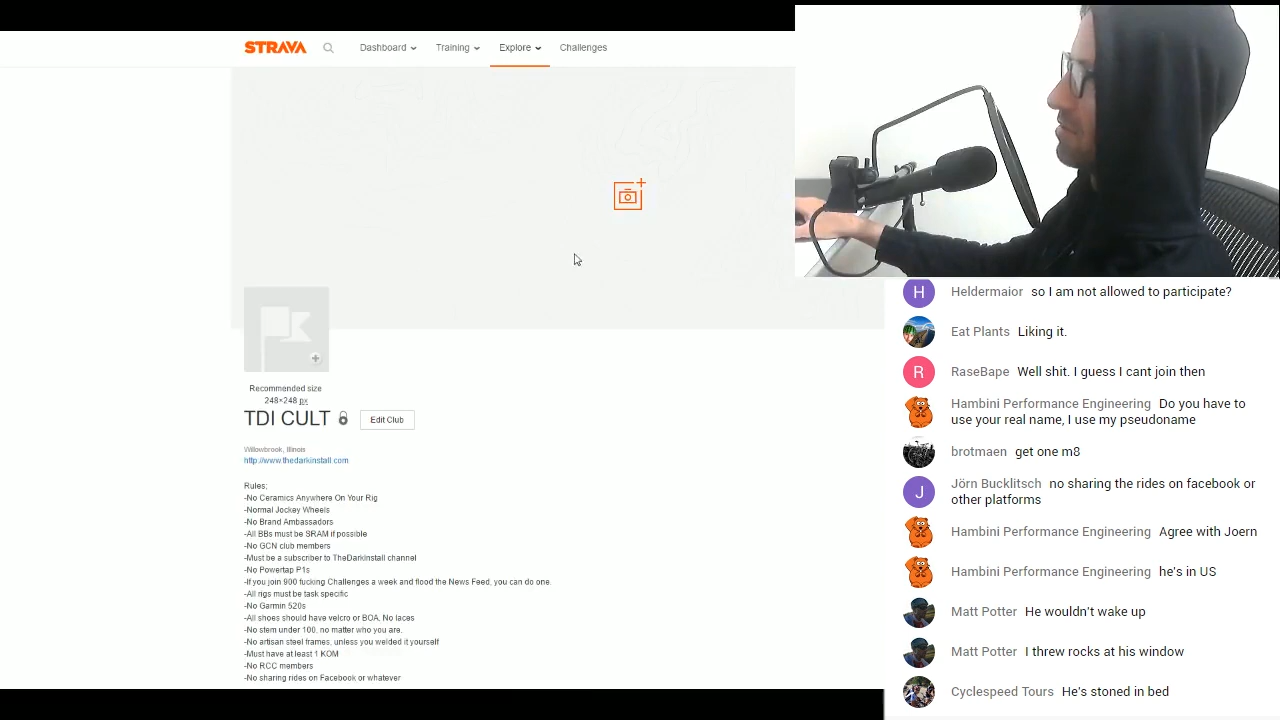 STRAVA
Dashboard
Training
Explore
Challenges
Recommended size
248×248 px
TDI CULT
Edit Club
Willowbrook, Illinois
http://www.thedarkinstall.com
Rules;
-No Ceramics Anywhere On Your Rig
-Normal Jockey Wheels
-No Brand Ambassadors
-All BBs must be SRAM if possible
-No GCN club members
-Must be a subscriber to TheDarkInstall channel
-No Powertap P1s
-If you join 900 fucking Challenges a week and flood the News Feed, you can do one.
-All rigs must be task specific
-No Garmin 520s
-All shoes should have velcro or BOA. No laces
-No stem under 100, no matter who you are.
-No artisan steel frames, unless you welded it yourself
-Must have at least 1 KOM
-No RCC members
-No sharing rides on Facebook or whatever
H
Heldermaior so I am not allowed to participate?
Eat Plants Liking it.
R
RaseBape Well shit. I guess I cant join then
Hambini Performance Engineering Do you have to
use your real name, I use my pseudoname
brotmaen get one m8
J
Jörn Bucklitsch no sharing the rides on facebook or
other platforms
Hambini Performance Engineering Agree with Joern
Hambini Performance Engineering he's in US
Matt Potter He wouldn't wake up
Matt Potter I threw rocks at his window
Cyclespeed Tours He's stoned in bed